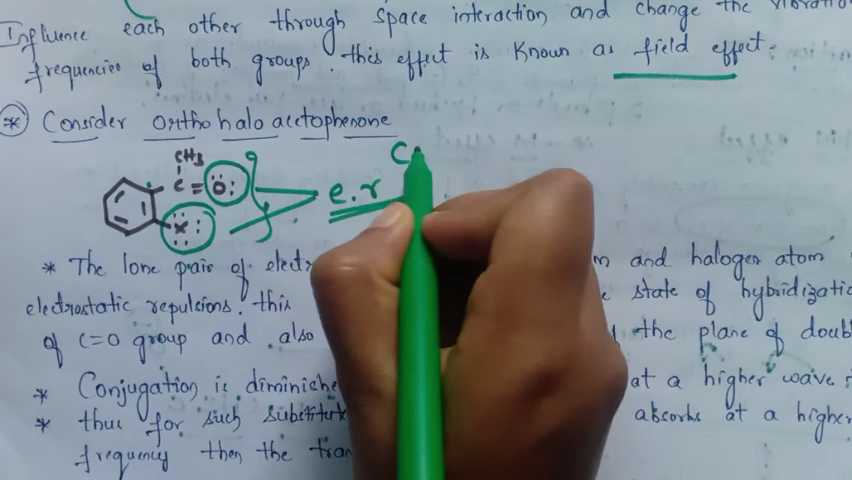 Influence each other through space interaction and change the vibratio
frequencies of both groups. this effect is known as field effect.
* Consider Ortho halo acetophenone
CH3
C = O:
X:
e.r
C
* The lone pair of electr m and halogen atom
electrostatic repulsions. this state of hybridizatio
of C=O group and also the plane of doub
* Conjugation is diminishe at a higher wave
* thus for such substitut absorbs at a higher
frequency then the tran